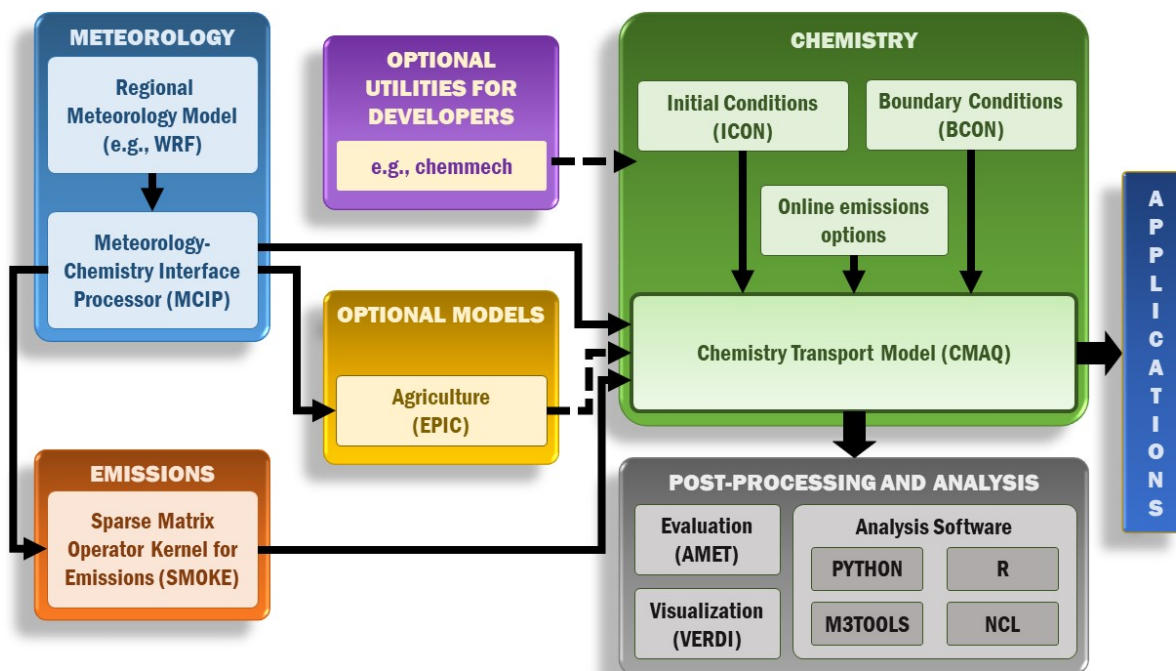 METEOROLOGY
Regional
Meteorology Model
(e.g., WRF)
Meteorology-
Chemistry Interface
Processor (MCIP)
OPTIONAL
UTILITIES FOR
DEVELOPERS
e.g., chemmech
CHEMISTRY
Initial Conditions
(ICON)
Boundary Conditions
(BCON)
Online emissions
options
Chemistry Transport Model (CMAQ)
APPLICATIONS
OPTIONAL MODELS
Agriculture
(EPIC)
EMISSIONS
Sparse Matrix
Operator Kernel for
Emissions (SMOKE)
POST-PROCESSING AND ANALYSIS
Evaluation
(AMET)
Visualization
(VERDI)
Analysis Software
PYTHON
R
M3TOOLS
NCL